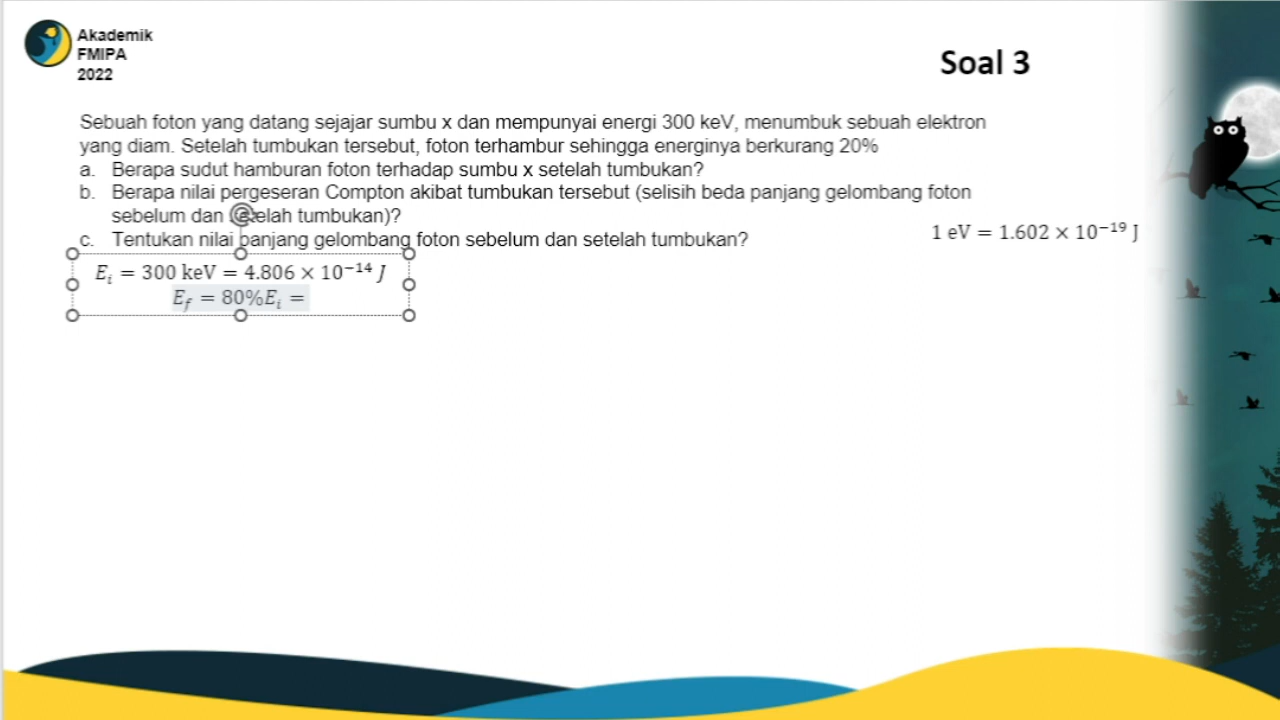 Akademik
FMIPA
2022
Soal 3
Sebuah foton yang datang sejajar sumbu x dan mempunyai energi 300 keV, menumbuk sebuah elektron
yang diam. Setelah tumbukan tersebut, foton terhambur sehingga energinya berkurang 20%
a. Berapa sudut hamburan foton terhadap sumbu x setelah tumbukan?
b. Berapa nilai pergeseran Compton akibat tumbukan tersebut (selisih beda panjang gelombang foton
sebelum dan setelah tumbukan)?
c. Tentukan nilai panjang gelombang foton sebelum dan setelah tumbukan?
1 eV = 1.602 × 10⁻¹⁹ J
Eᵢ = 300 keV = 4.806 × 10⁻¹⁴ J
E_f = 80%Eᵢ =